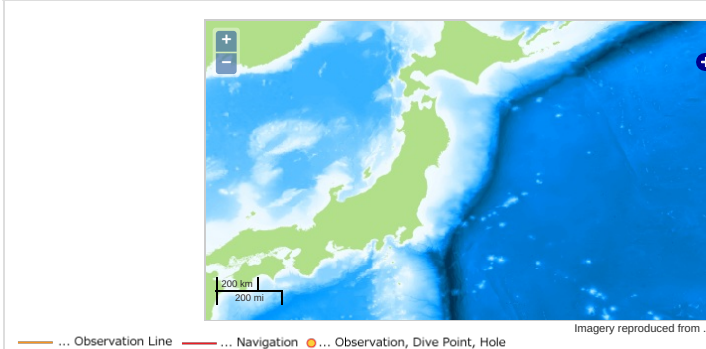 +
−
200 km
200 mi
Imagery reproduced from .
... Observation Line ... Navigation ... Observation, Dive Point, Hole